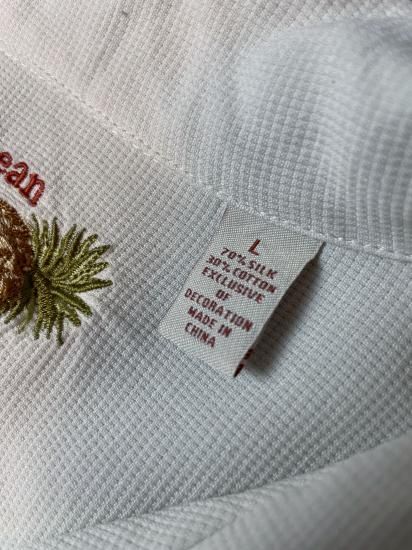 ean
L
70% SILK
30% COTTON
EXCLUSIVE
OF
DECORATION
MADE IN
CHINA